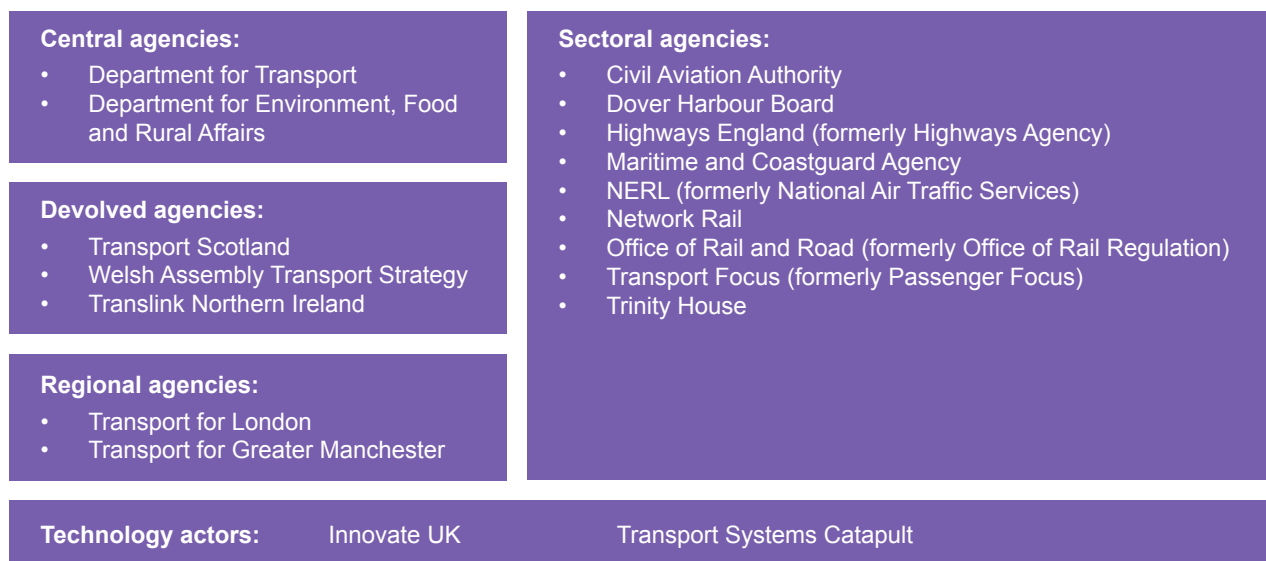 Central agencies:
• Department for Transport
• Department for Environment, Food
and Rural Affairs
Devolved agencies:
• Transport Scotland
• Welsh Assembly Transport Strategy
• Translink Northern Ireland
Regional agencies:
• Transport for London
• Transport for Greater Manchester
Sectoral agencies:
• Civil Aviation Authority
• Dover Harbour Board
• Highways England (formerly Highways Agency)
• Maritime and Coastguard Agency
• NERL (formerly National Air Traffic Services)
• Network Rail
• Office of Rail and Road (formerly Office of Rail Regulation)
• Transport Focus (formerly Passenger Focus)
• Trinity House
Technology actors: Innovate UK Transport Systems Catapult